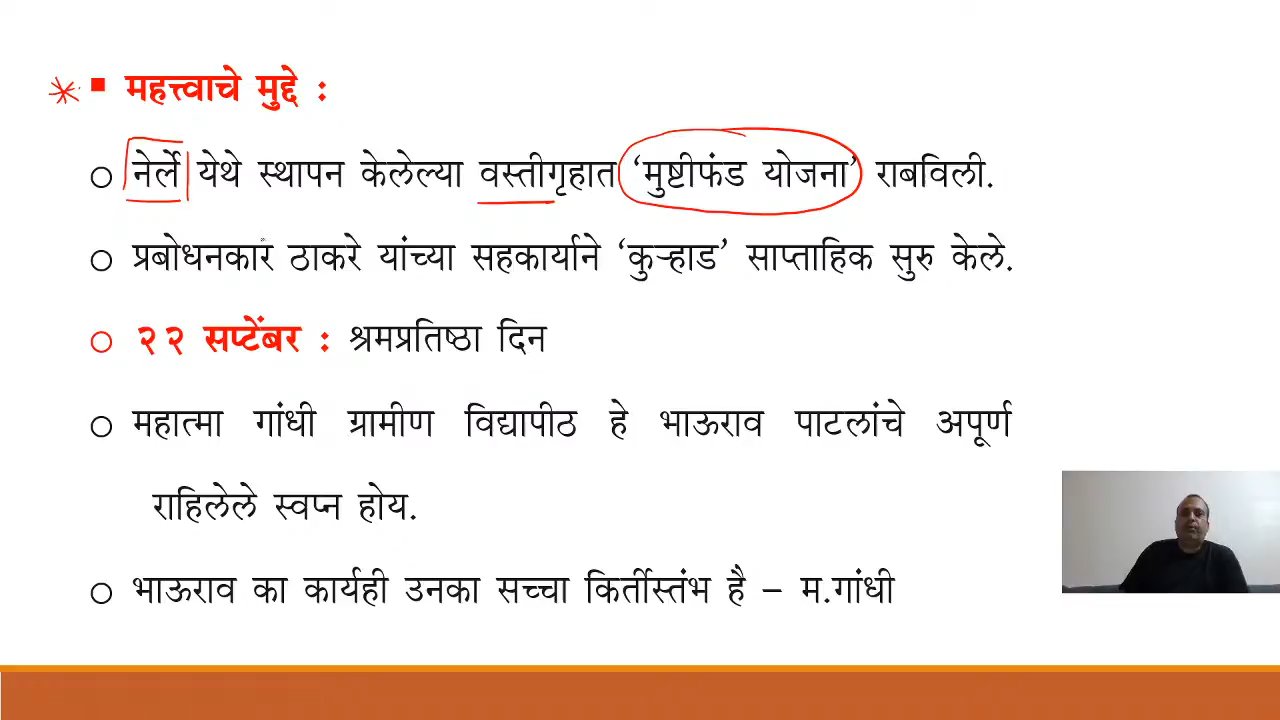 ▪ महत्त्वाचे मुद्दे :
○ नेर्ले येथे स्थापन केलेल्या वस्तीगृहात ‘मुष्टीफंड योजना’ राबविली.
○ प्रबोधनकार ठाकरे यांच्या सहकार्याने ‘कुऱ्हाड’ साप्ताहिक सुरु केले.
○ २२ सप्टेंबर : श्रमप्रतिष्ठा दिन
○ महात्मा गांधी ग्रामीण विद्यापीठ हे भाऊराव पाटलांचे अपूर्ण
राहिलेले स्वप्न होय.
○ भाऊराव का कार्यही उनका सच्चा किर्तीस्तंभ है – म.गांधी